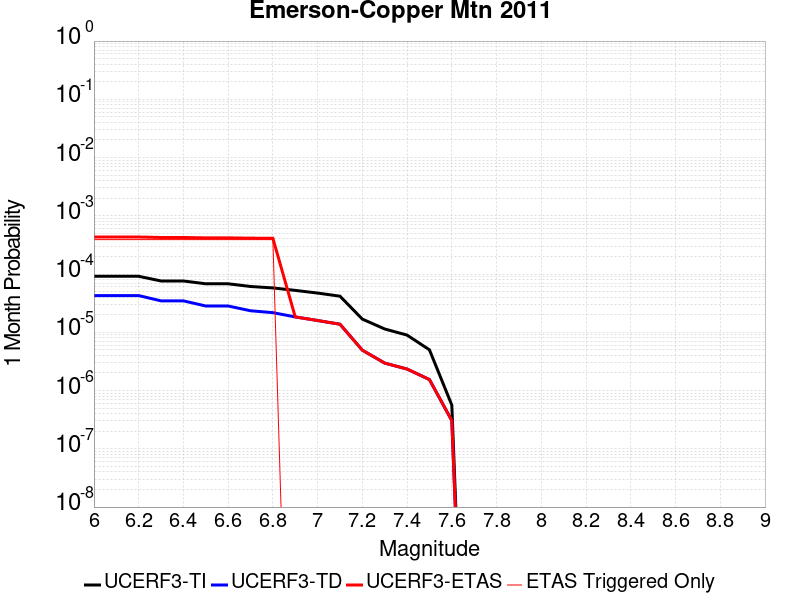 Emerson-Copper Mtn 2011
10^0
10^-1
10^-2
10^-3
10^-4
10^-5
10^-6
10^-7
10^-8
1 Month Probability
6 6.2 6.4 6.6 6.8 7 7.2 7.4 7.6 7.8 8 8.2 8.4 8.6 8.8 9
Magnitude
UCERF3-TI UCERF3-TD UCERF3-ETAS ETAS Triggered Only